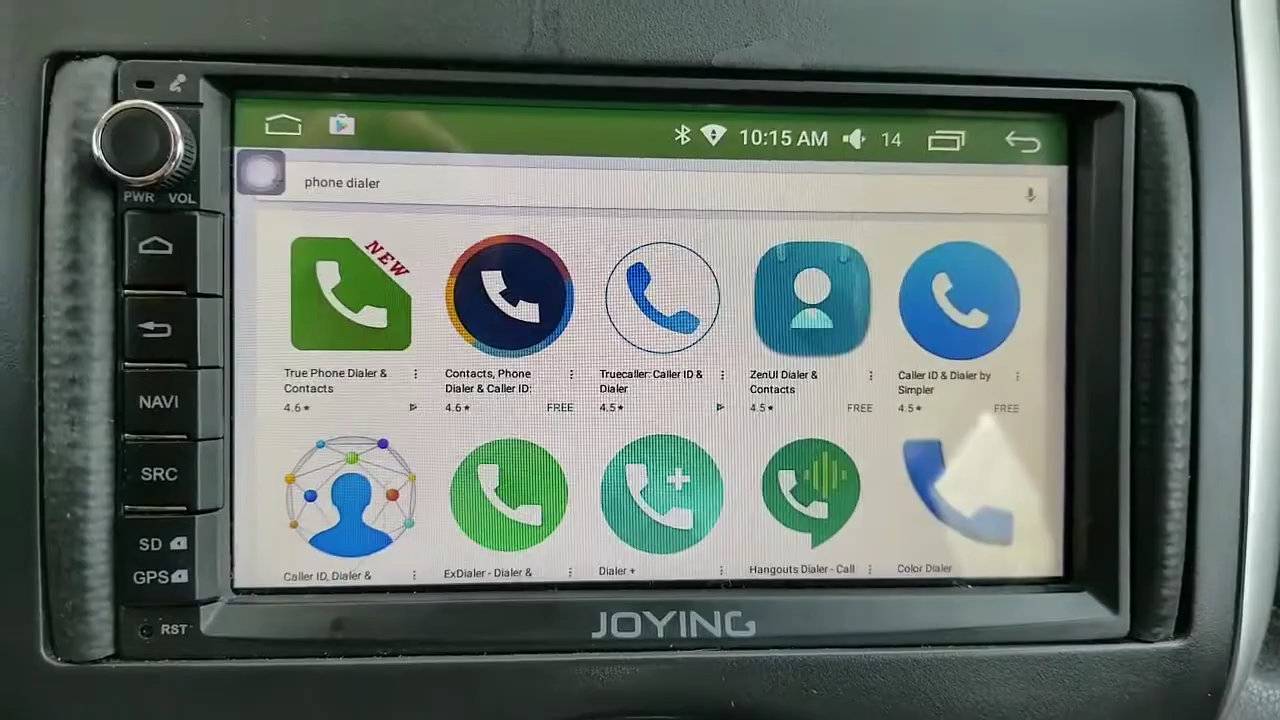 10:15 AM 14
PWR VOL
phone dialer
NEW
True Phone Dialer &
Contacts
4.6★
Contacts, Phone
Dialer & Caller ID:
4.6★ FREE
Truecaller: Caller ID &
Dialer
4.5★
ZenUI Dialer &
Contacts
4.5★ FREE
Caller ID & Dialer by
Simpler
4.5★ FREE
NAVI
SRC
SD
GPS
RST
Caller ID, Dialer &
ExDialer - Dialer &
Dialer +
Hangouts Dialer - Call
Color Dialer
JOYING